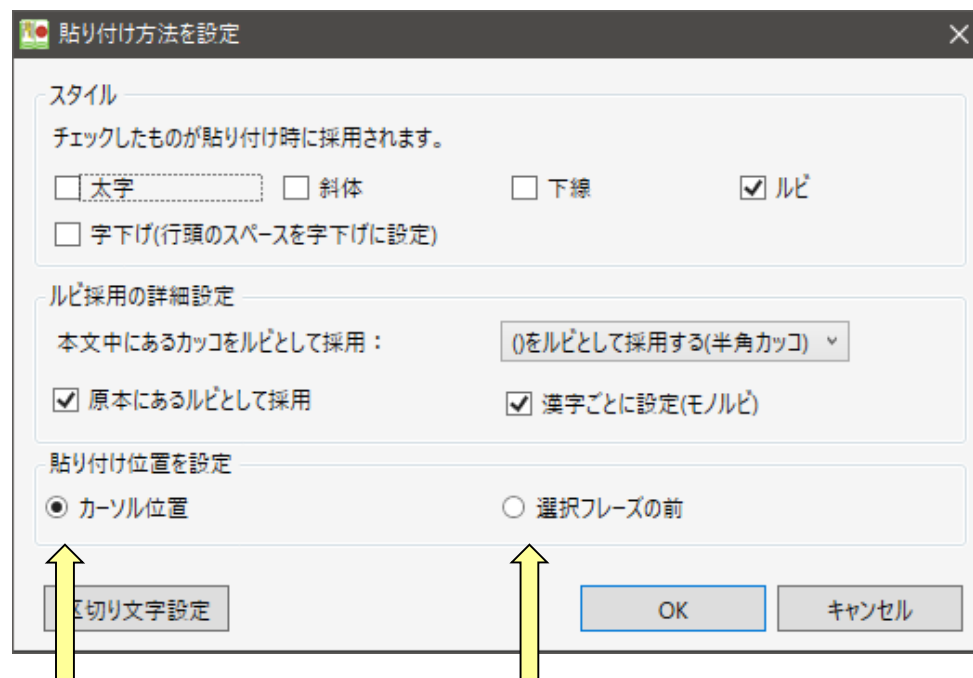 貼り付け方法を設定
スタイル
チェックしたものが貼り付け時に採用されます。
太字 斜体 下線 ルビ
字下げ(行頭のスペースを字下げに設定)
ルビ採用の詳細設定
本文中にあるカッコをルビとして採用： ()をルビとして採用する(半角カッコ)
原本にあるルビとして採用 漢字ごとに設定(モノルビ)
貼り付け位置を設定
カーソル位置 選択フレーズの前
区切り文字設定 OK キャンセル